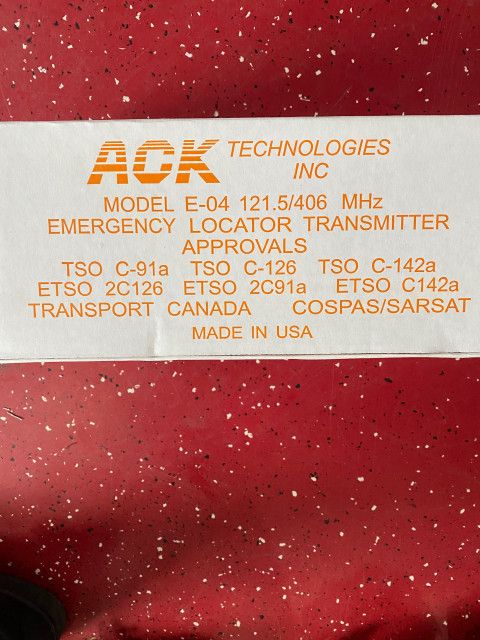 ACK TECHNOLOGIES
INC
MODEL E-04 121.5/406 MHz
EMERGENCY LOCATOR TRANSMITTER
APPROVALS
TSO C-91a TSO C-126 TSO C-142a
ETSO 2C126 ETSO 2C91a ETSO C142a
TRANSPORT CANADA COSPAS/SARSAT
MADE IN USA